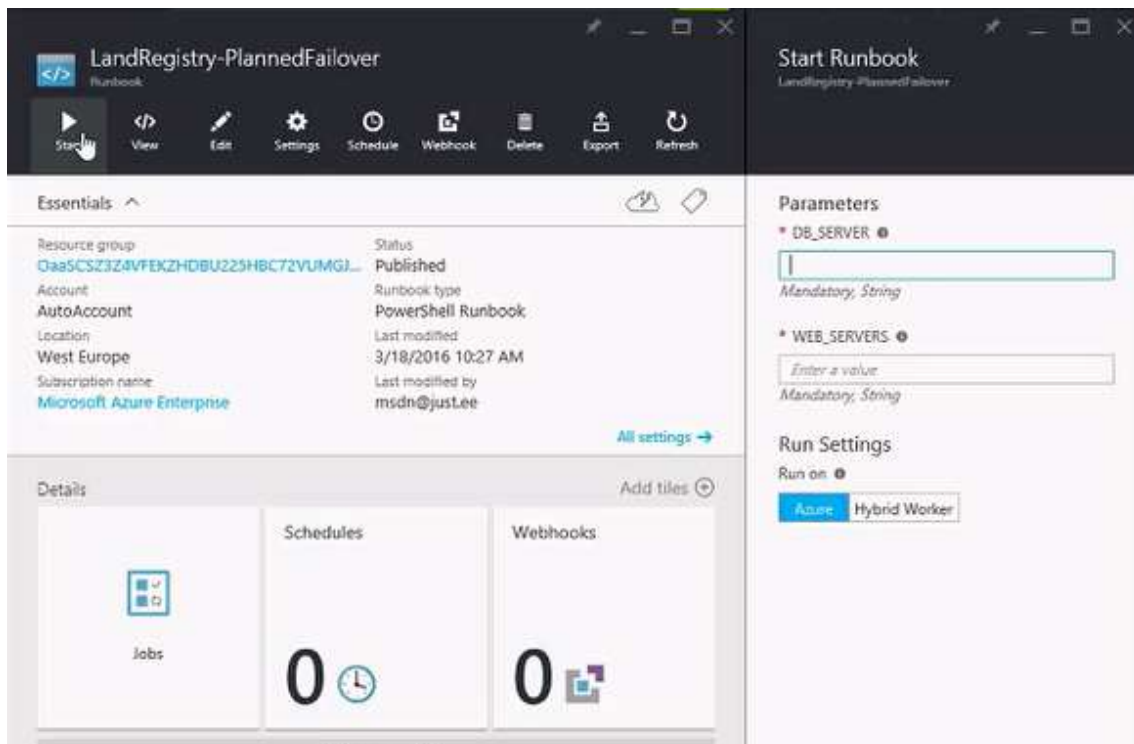 LandRegistry-PlannedFailover
Runbook
Start
View
Edit
Settings
Schedule
Webhook
Delete
Export
Refresh
Essentials
Resource group
Status
Published
Account
AutoAccount
Runbook type
PowerShell Runbook
Location
West Europe
Last modified
3/18/2016 10:27 AM
Subscription name
Microsoft Azure Enterprise
Last modified by
msdn@just.ee
All settings
Details
Add tiles
Jobs
Schedules
0
Webhooks
0
Start Runbook
LandRegistry-PlannedFailover
Parameters
* DB_SERVER
Mandatory, String
* WEB_SERVERS
Enter a value
Mandatory, String
Run Settings
Run on
Azure
Hybrid Worker